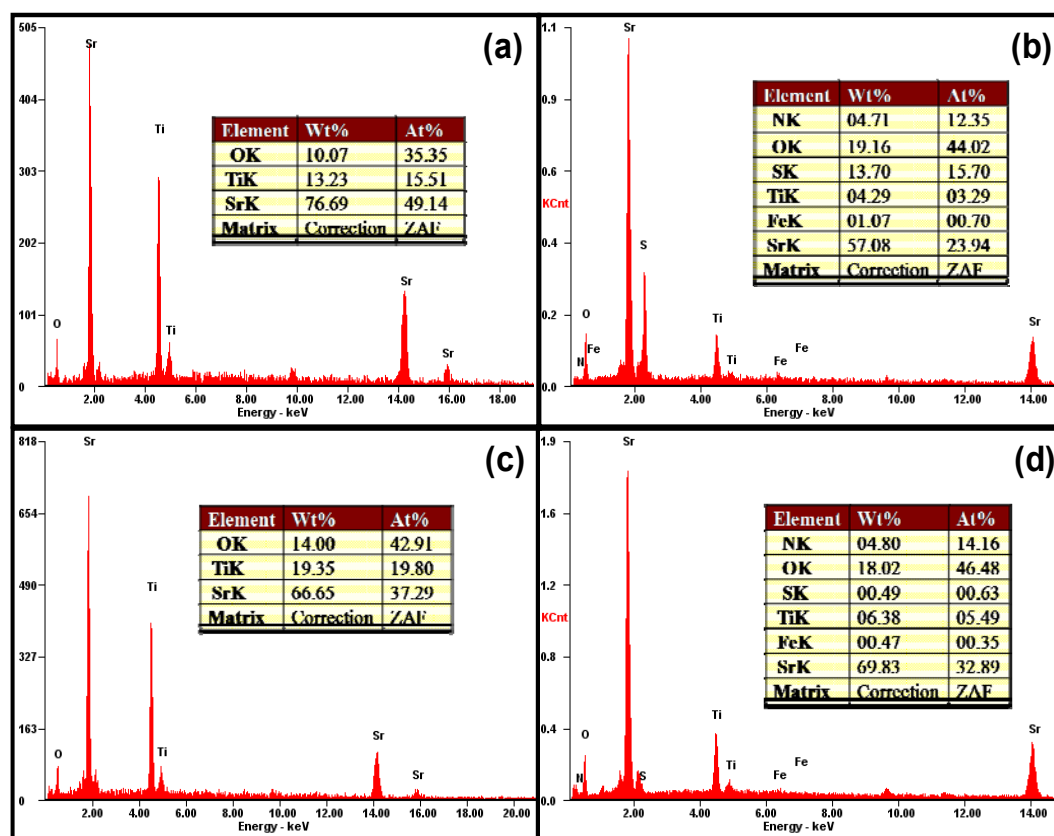 (a)
505
404
303
202
101
0
Sr
Ti
O
Ti
Sr
Sr
Element Wt% At%
OK 10.07 35.35
TiK 13.23 15.51
SrK 76.69 49.14
Matrix Correction ZAF
2.00 4.00 6.00 8.00 10.00 12.00 14.00 16.00 18.00
Energy - keV
(b)
1.1
0.9
0.6
KCnt
0.4
0.2
0.0
Sr
S
O
Fe
N
Ti
Ti
Fe
Fe
Sr
Element Wt% At%
NK 04.71 12.35
OK 19.16 44.02
SK 13.70 15.70
TiK 04.29 03.29
FeK 01.07 00.70
SrK 57.08 23.94
Matrix Correction ZAF
2.00 4.00 6.00 8.00 10.00 12.00 14.00
Energy - keV
(c)
818
654
490
327
163
0
Sr
Ti
O
Ti
Sr
Sr
Element Wt% At%
OK 14.00 42.91
TiK 19.35 19.80
SrK 66.65 37.29
Matrix Correction ZAF
2.00 4.00 6.00 8.00 10.00 12.00 14.00 16.00 18.00 20.00
Energy - keV
(d)
1.9
1.6
1.2
KCnt
0.8
0.4
0.0
Sr
O
N
S
Ti
Ti
Fe
Fe
Sr
Element Wt% At%
NK 04.80 14.16
OK 18.02 46.48
SK 00.49 00.63
TiK 06.38 05.49
FeK 00.47 00.35
SrK 69.83 32.89
Matrix Correction ZAF
2.00 4.00 6.00 8.00 10.00 12.00 14.00
Energy - keV